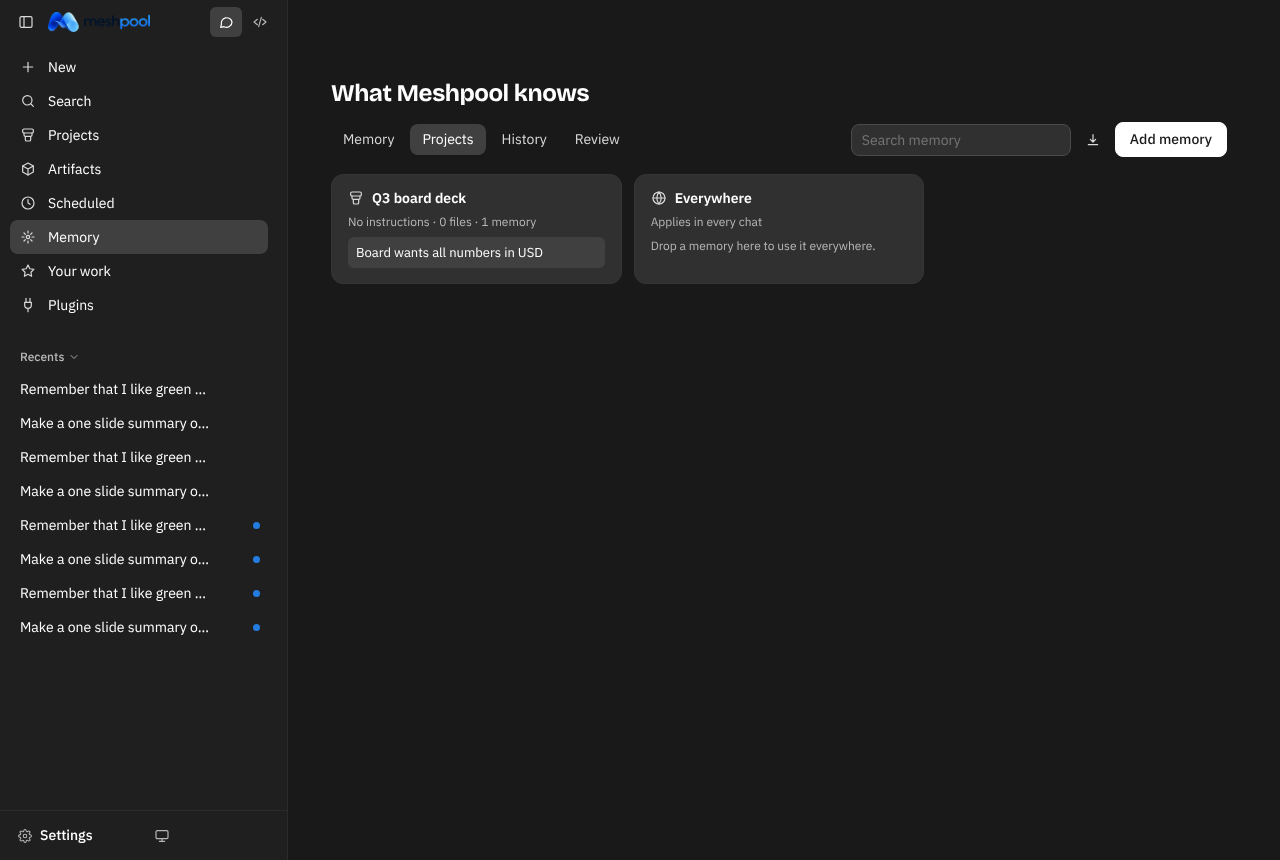 meshpool
New
Search
Projects
Artifacts
Scheduled
Memory
Your work
Plugins
Recents
Remember that I like green ...
Make a one slide summary o...
Remember that I like green ...
Make a one slide summary o...
Remember that I like green ...
Make a one slide summary o...
Remember that I like green ...
Make a one slide summary o...
Settings
What Meshpool knows
Memory Projects History Review Search memory Add memory
Q3 board deck
No instructions · 0 files · 1 memory
Board wants all numbers in USD
Everywhere
Applies in every chat
Drop a memory here to use it everywhere.